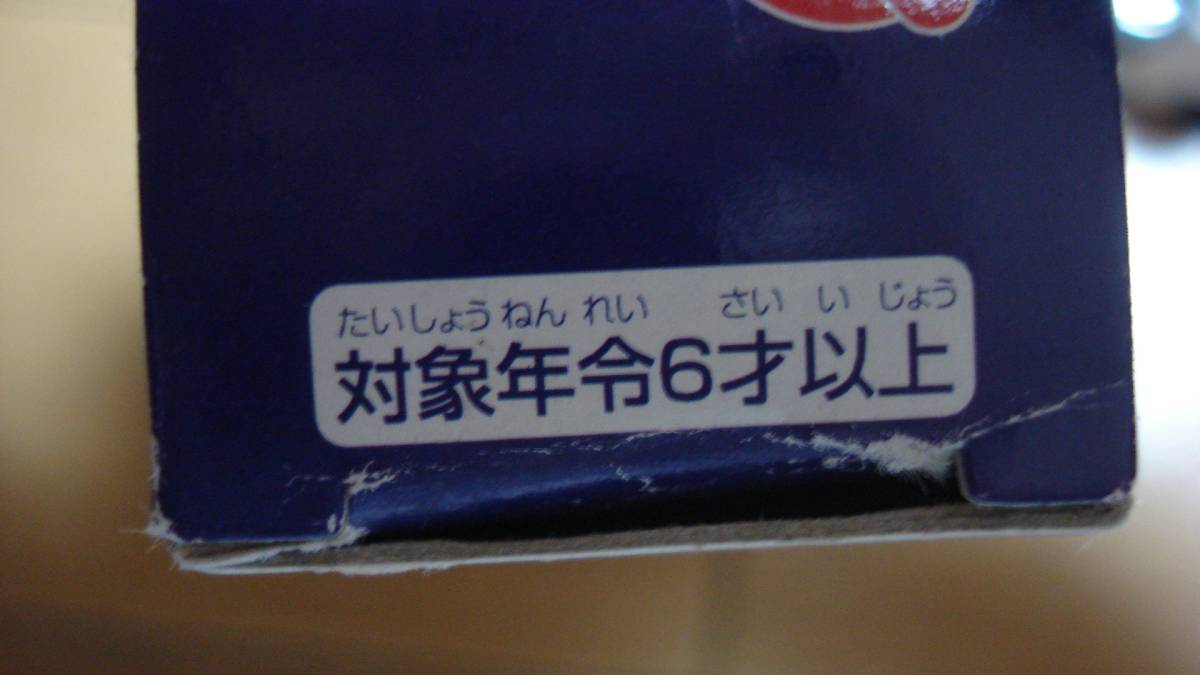 たいしょう ねん れい さい い じょう
対象年令6才以上